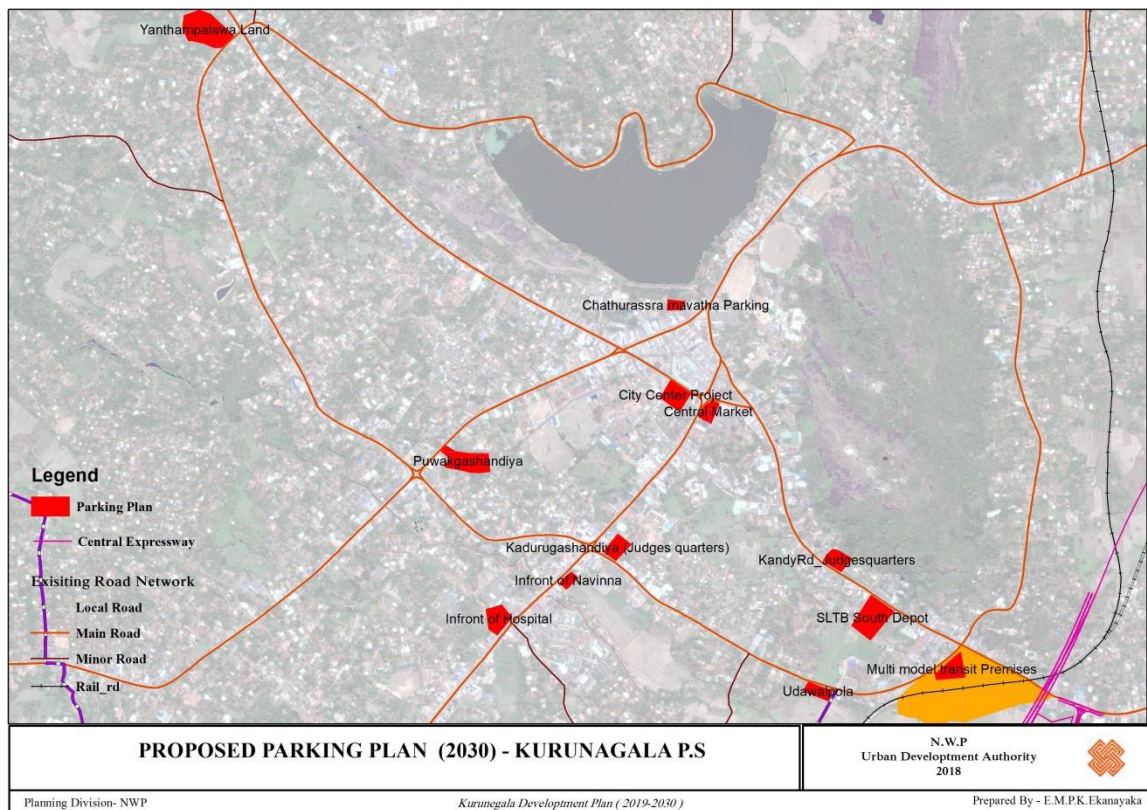 Yanthampalawa Land
Chathurassra mavatha Parking
City Center Project
Central Market
Puwakgashandiya
Kadurugashandiya (Judges quarters)
KandyRd_Judgesquarters
Infront of Navinna
Infront of Hospital
SLTB South Depot
Multi model transit Premises
Udawalpola
Legend
Parking Plan
Central Expressway
Exisiting Road Network
Local Road
Main Road
Minor Road
Rail_rd
PROPOSED PARKING PLAN (2030) - KURUNAGALA P.S
N.W.P
Urban Developtment Authority
2018
Planning Division- NWP
Kurunegala Developtment Plan ( 2019-2030 )
Prepared By - E.M.P.K.Ekanayaka